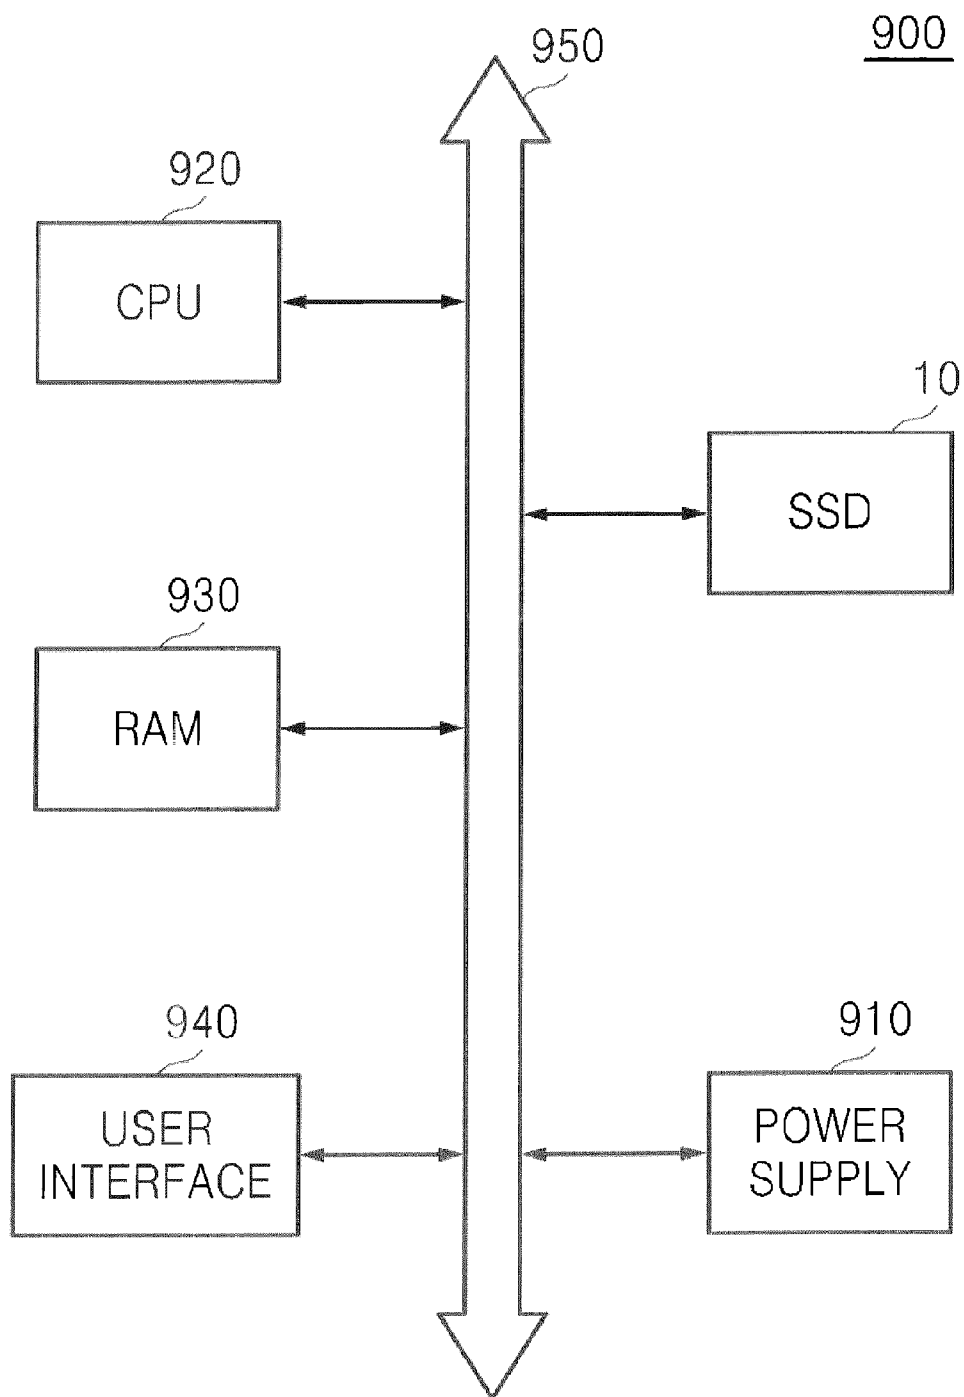 900
950
920
CPU
10
SSD
930
RAM
940
USER
INTERFACE
910
POWER
SUPPLY